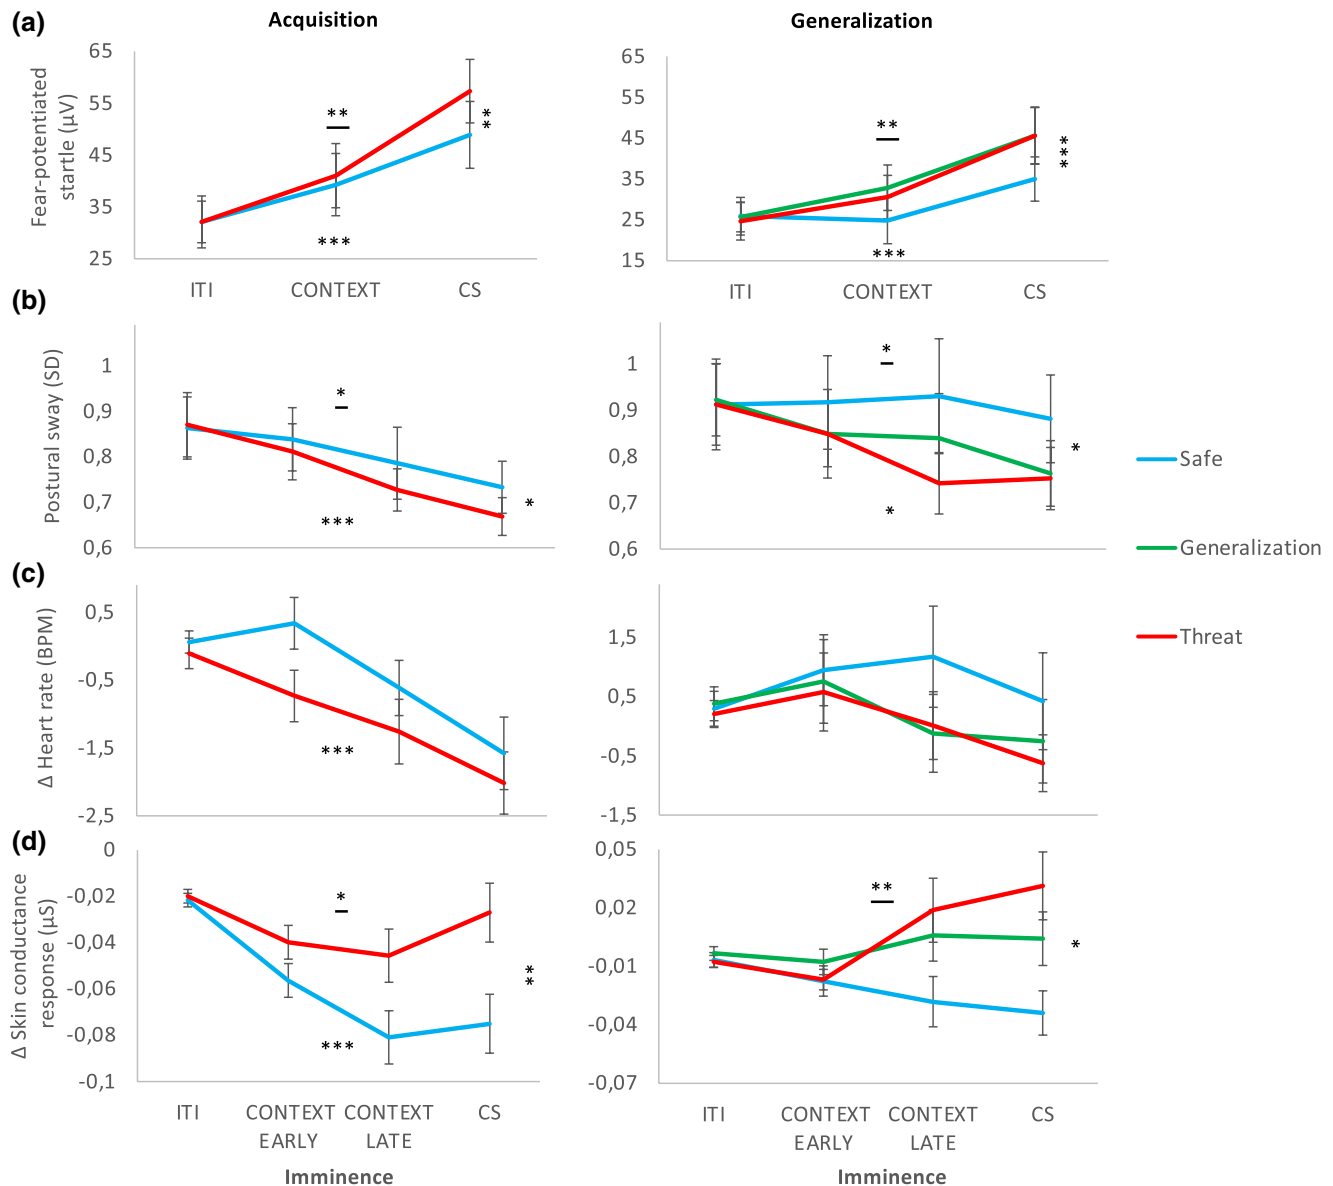 (a)
Acquisition
Generalization
Fear-potentiated
startle (μV)
65
55
45
35
25
**
**
***
ITI
CONTEXT
CS
65
55
45
35
25
15
**
***
***
ITI
CONTEXT
CS
(b)
Postural sway (SD)
1
0,9
0,8
0,7
0,6
*
*
***
1
0,9
0,8
0,7
0,6
*
*
*
Safe
Generalization
Threat
(c)
Δ Heart rate (BPM)
0,5
-0,5
-1,5
-2,5
***
1,5
0,5
-0,5
-1,5
(d)
Δ Skin conductance
response (μS)
0
-0,02
-0,04
-0,06
-0,08
-0,1
*
**
***
0,05
0,02
-0,01
-0,04
-0,07
**
*
ITI
CONTEXT
EARLY
CONTEXT
LATE
CS
Imminence
ITI
CONTEXT
EARLY
CONTEXT
LATE
CS
Imminence